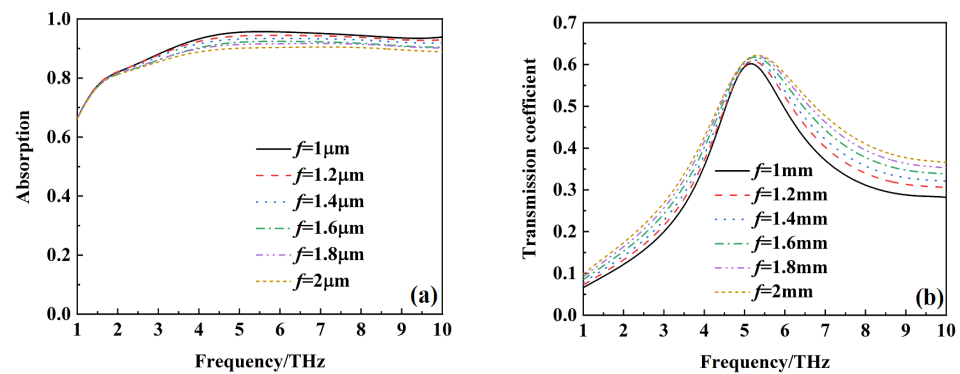 1.0
0.8
0.6
0.4
0.2
0.0
Absorption
f=1μm
f=1.2μm
f=1.4μm
f=1.6μm
f=1.8μm
f=2μm
(a)
1 2 3 4 5 6 7 8 9 10
Frequency/THz
0.7
0.6
0.5
0.4
0.3
0.2
0.1
0.0
Transmission coefficient
f=1mm
f=1.2mm
f=1.4mm
f=1.6mm
f=1.8mm
f=2mm
(b)
1 2 3 4 5 6 7 8 9 10
Frequency/THz